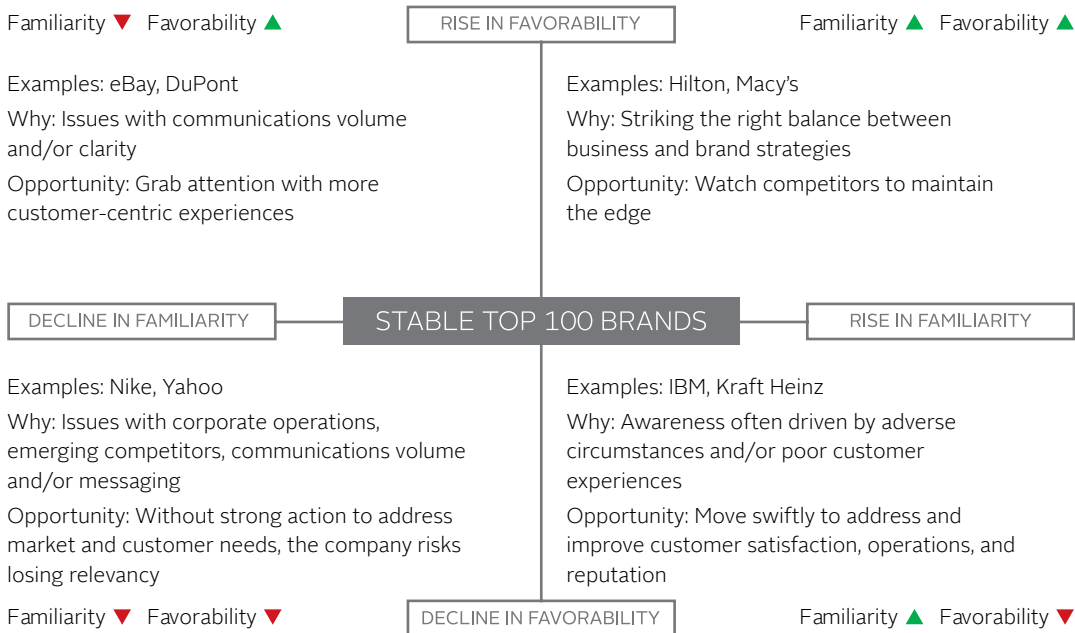 Familiarity ▼ Favorability ▲
RISE IN FAVORABILITY
Familiarity ▲ Favorability ▲
Examples: eBay, DuPont
Why: Issues with communications volume
and/or clarity
Opportunity: Grab attention with more
customer-centric experiences
Examples: Hilton, Macy’s
Why: Striking the right balance between
business and brand strategies
Opportunity: Watch competitors to maintain
the edge
DECLINE IN FAMILIARITY
STABLE TOP 100 BRANDS
RISE IN FAMILIARITY
Examples: Nike, Yahoo
Why: Issues with corporate operations,
emerging competitors, communications volume
and/or messaging
Opportunity: Without strong action to address
market and customer needs, the company risks
losing relevancy
Examples: IBM, Kraft Heinz
Why: Awareness often driven by adverse
circumstances and/or poor customer
experiences
Opportunity: Move swiftly to address and
improve customer satisfaction, operations, and
reputation
Familiarity ▼ Favorability ▼
DECLINE IN FAVORABILITY
Familiarity ▲ Favorability ▼